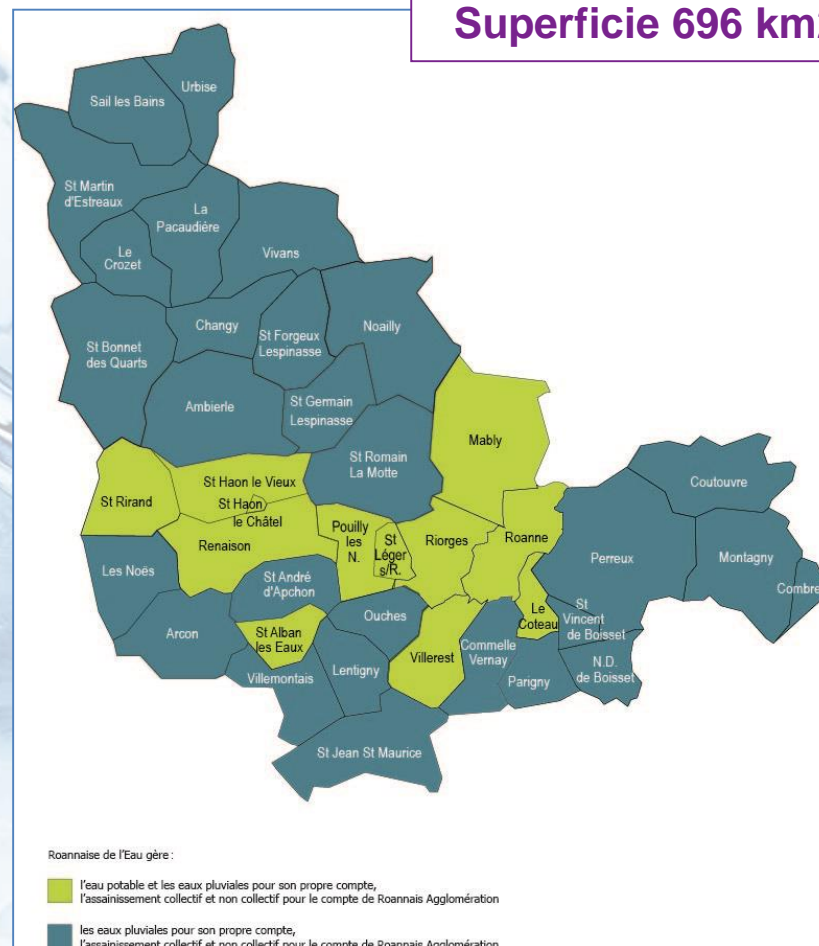 Superficie 696 km2
Urbise
Sail les Bains
St Martin
d'Estreaux
La
Pacaudière
Le
Crozet
Vivans
Changy
St Forgeux
Lespinasse
Noailly
St Bonnet
des Quarts
Ambierle
St Germain
Lespinasse
St Romain
La Motte
Mably
Coutouvre
St Rirand
St Haon le Vieux
St Haon
le Châtel
Renaison
Pouilly
les
N.
St
Léger
s/R.
Riorges
Roanne
Perreux
Montagny
Combre
Les Noës
St André
d'Apchon
Ouches
Le
Coteau
St
Vincent
de Boisset
Arcon
St Alban
les Eaux
Villerest
Commelle
Vernay
Villemontais
Lentigny
Parigny
N.D.
de Boisset
St Jean St Maurice
Roannaise de l'Eau gère :
l'eau potable et les eaux pluviales pour son propre compte,
l'assainissement collectif et non collectif pour le compte de Roannais Agglomération
les eaux pluviales pour son propre compte,
l'assainissement collectif et non collectif pour le compte de Roannais Agglomération